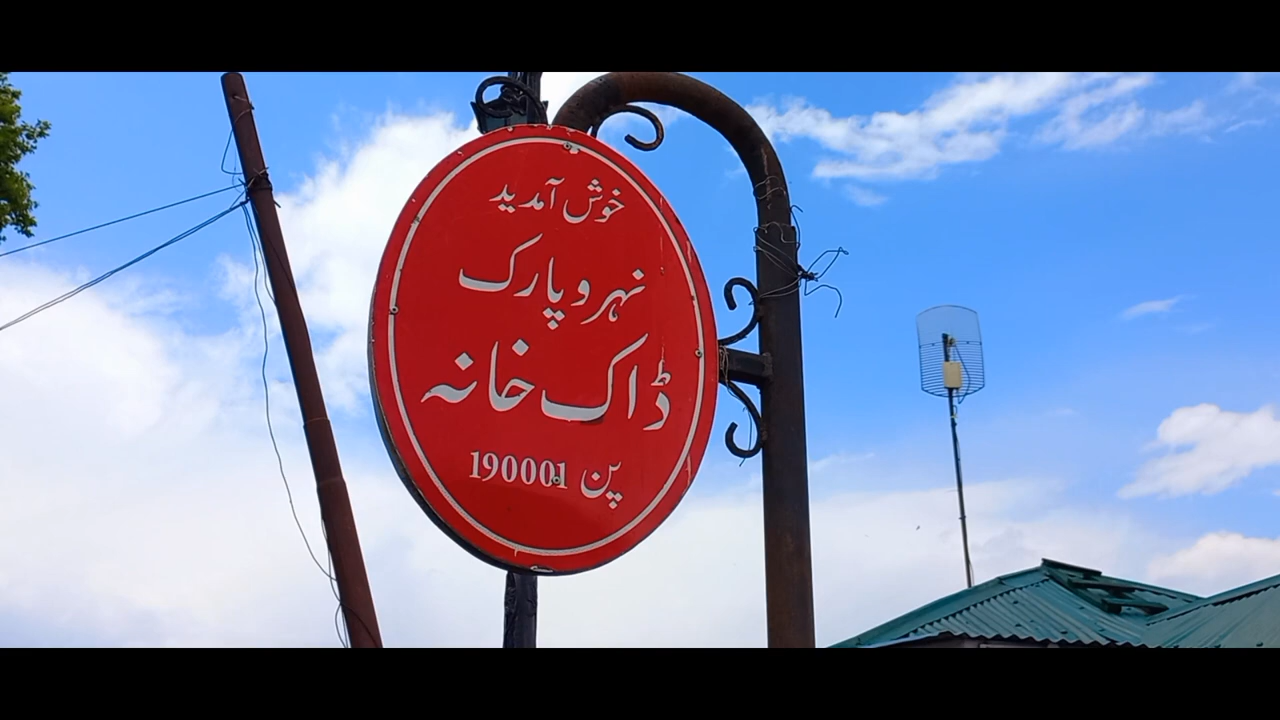 خوش آمدید
نہرو پارک
ڈاک خانہ
پن 190001